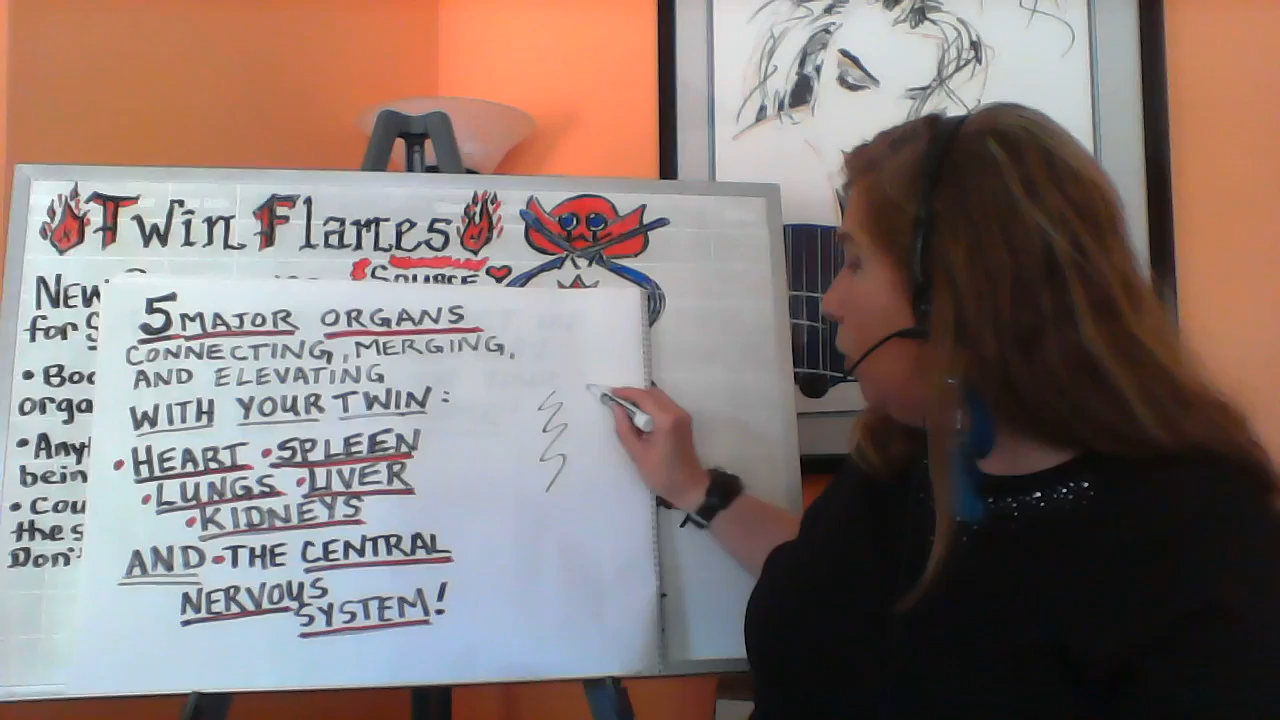 Twin Flames
SOURCE
New
for S
• Bod
orga
• Any
bein
• Cou
the s
Don'
5 MAJOR ORGANS
CONNECTING, MERGING,
AND ELEVATING
WITH YOUR TWIN:
• HEART • SPLEEN
• LUNGS • LIVER
• KIDNEYS
AND • THE CENTRAL
NERVOUS
SYSTEM!